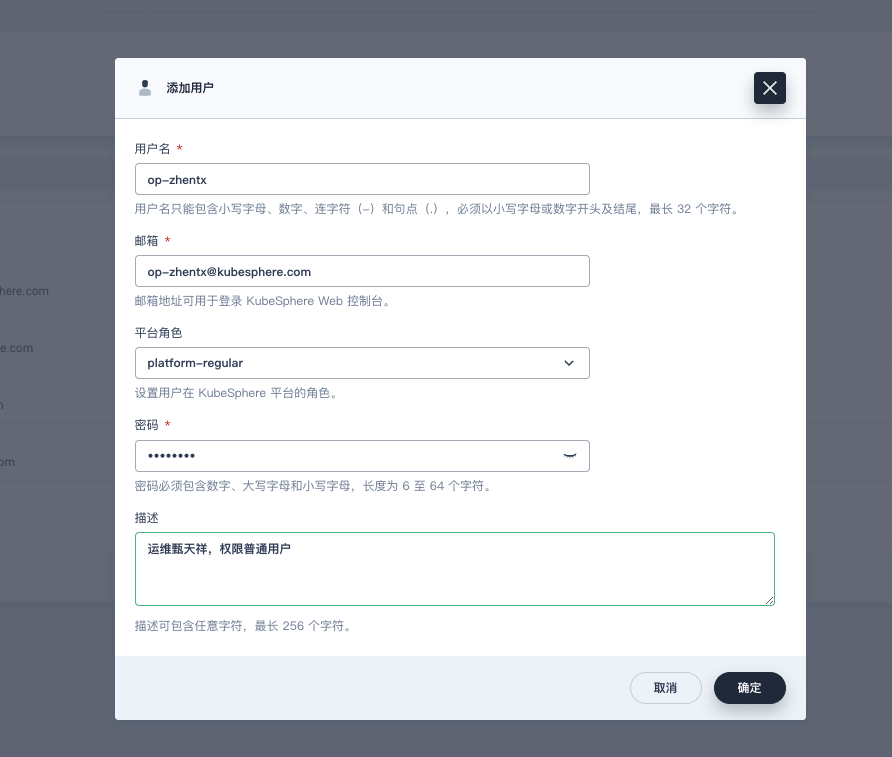 添加用户
用户名 *
op-zhentx
用户名只能包含小写字母、数字、连字符（-）和句点（.），必须以小写字母或数字开头及结尾，最长 32 个字符。
邮箱 *
op-zhentx@kubesphere.com
邮箱地址可用于登录 KubeSphere Web 控制台。
here.com
平台角色
e.com
platform-regular
设置用户在 KubeSphere 平台的角色。
密码 *
••••••••
om
密码必须包含数字、大写字母和小写字母，长度为 6 至 64 个字符。
描述
运维甄天祥，权限普通用户
描述可包含任意字符，最长 256 个字符。
取消
确定